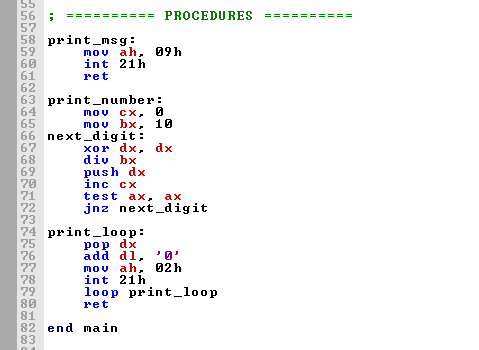 55
56 ; ========== PROCEDURES ==========
57
58 print_msg:
59 mov ah, 09h
60 int 21h
61 ret
62
63 print_number:
64 mov cx, 0
65 mov bx, 10
66 next_digit:
67 xor dx, dx
68 div bx
69 push dx
70 inc cx
71 test ax, ax
72 jnz next_digit
73
74 print_loop:
75 pop dx
76 add dl, '0'
77 mov ah, 02h
78 int 21h
79 loop print_loop
80 ret
81
82 end main
83